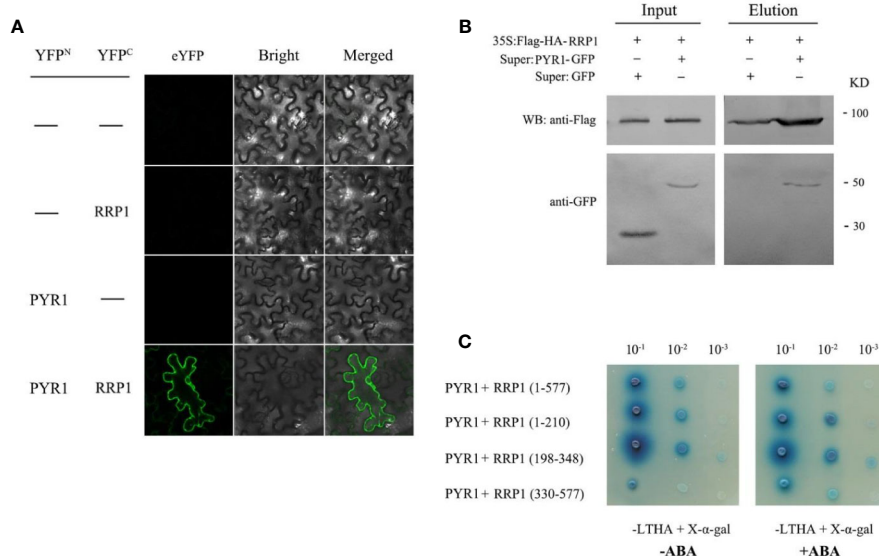 A
YFPᴺ YFPᶜ eYFP Bright Merged
— —
— RRP1
PYR1 —
PYR1 RRP1
B
Input Elution
35S:Flag-HA-RRP1 + + + +
Super:PYR1-GFP – + – +
Super:GFP + – + –
KD
WB: anti-Flag - 100
anti-GFP - 50
- 30
C
10⁻¹ 10⁻² 10⁻³ 10⁻¹ 10⁻² 10⁻³
PYR1 + RRP1 (1-577)
PYR1 + RRP1 (1-210)
PYR1 + RRP1 (198-348)
PYR1 + RRP1 (330-577)
-LTHA + X-α-gal -LTHA + X-α-gal
-ABA +ABA